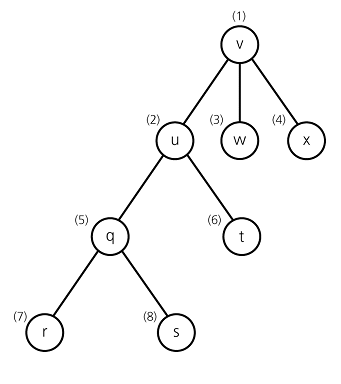 (1)
v
(2) u (3) w (4) x
(5) q (6) t
(7) r (8) s